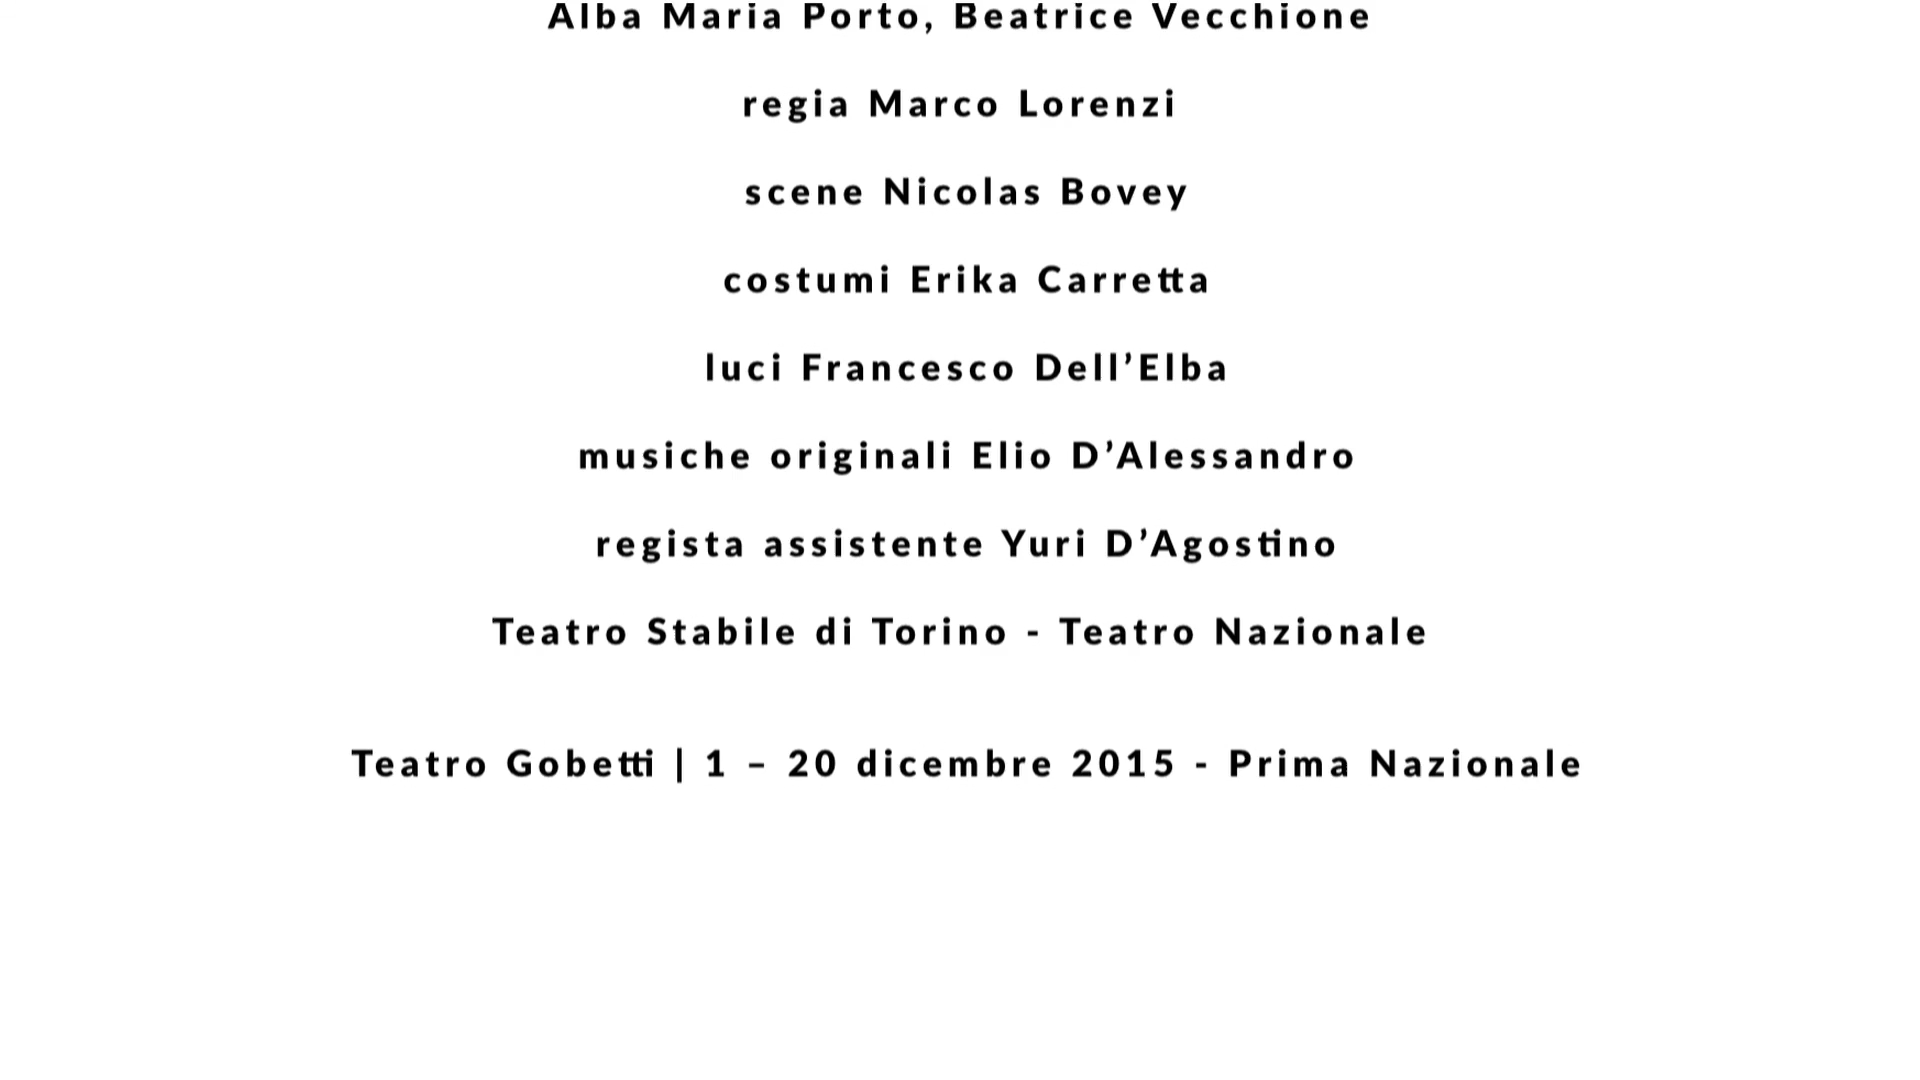 Alba Maria Porto, Beatrice Vecchione
regia Marco Lorenzi
scene Nicolas Bovey
costumi Erika Carretta
luci Francesco Dell’Elba
musiche originali Elio D’Alessandro
regista assistente Yuri D’Agostino
Teatro Stabile di Torino - Teatro Nazionale
Teatro Gobetti | 1 – 20 dicembre 2015 - Prima Nazionale